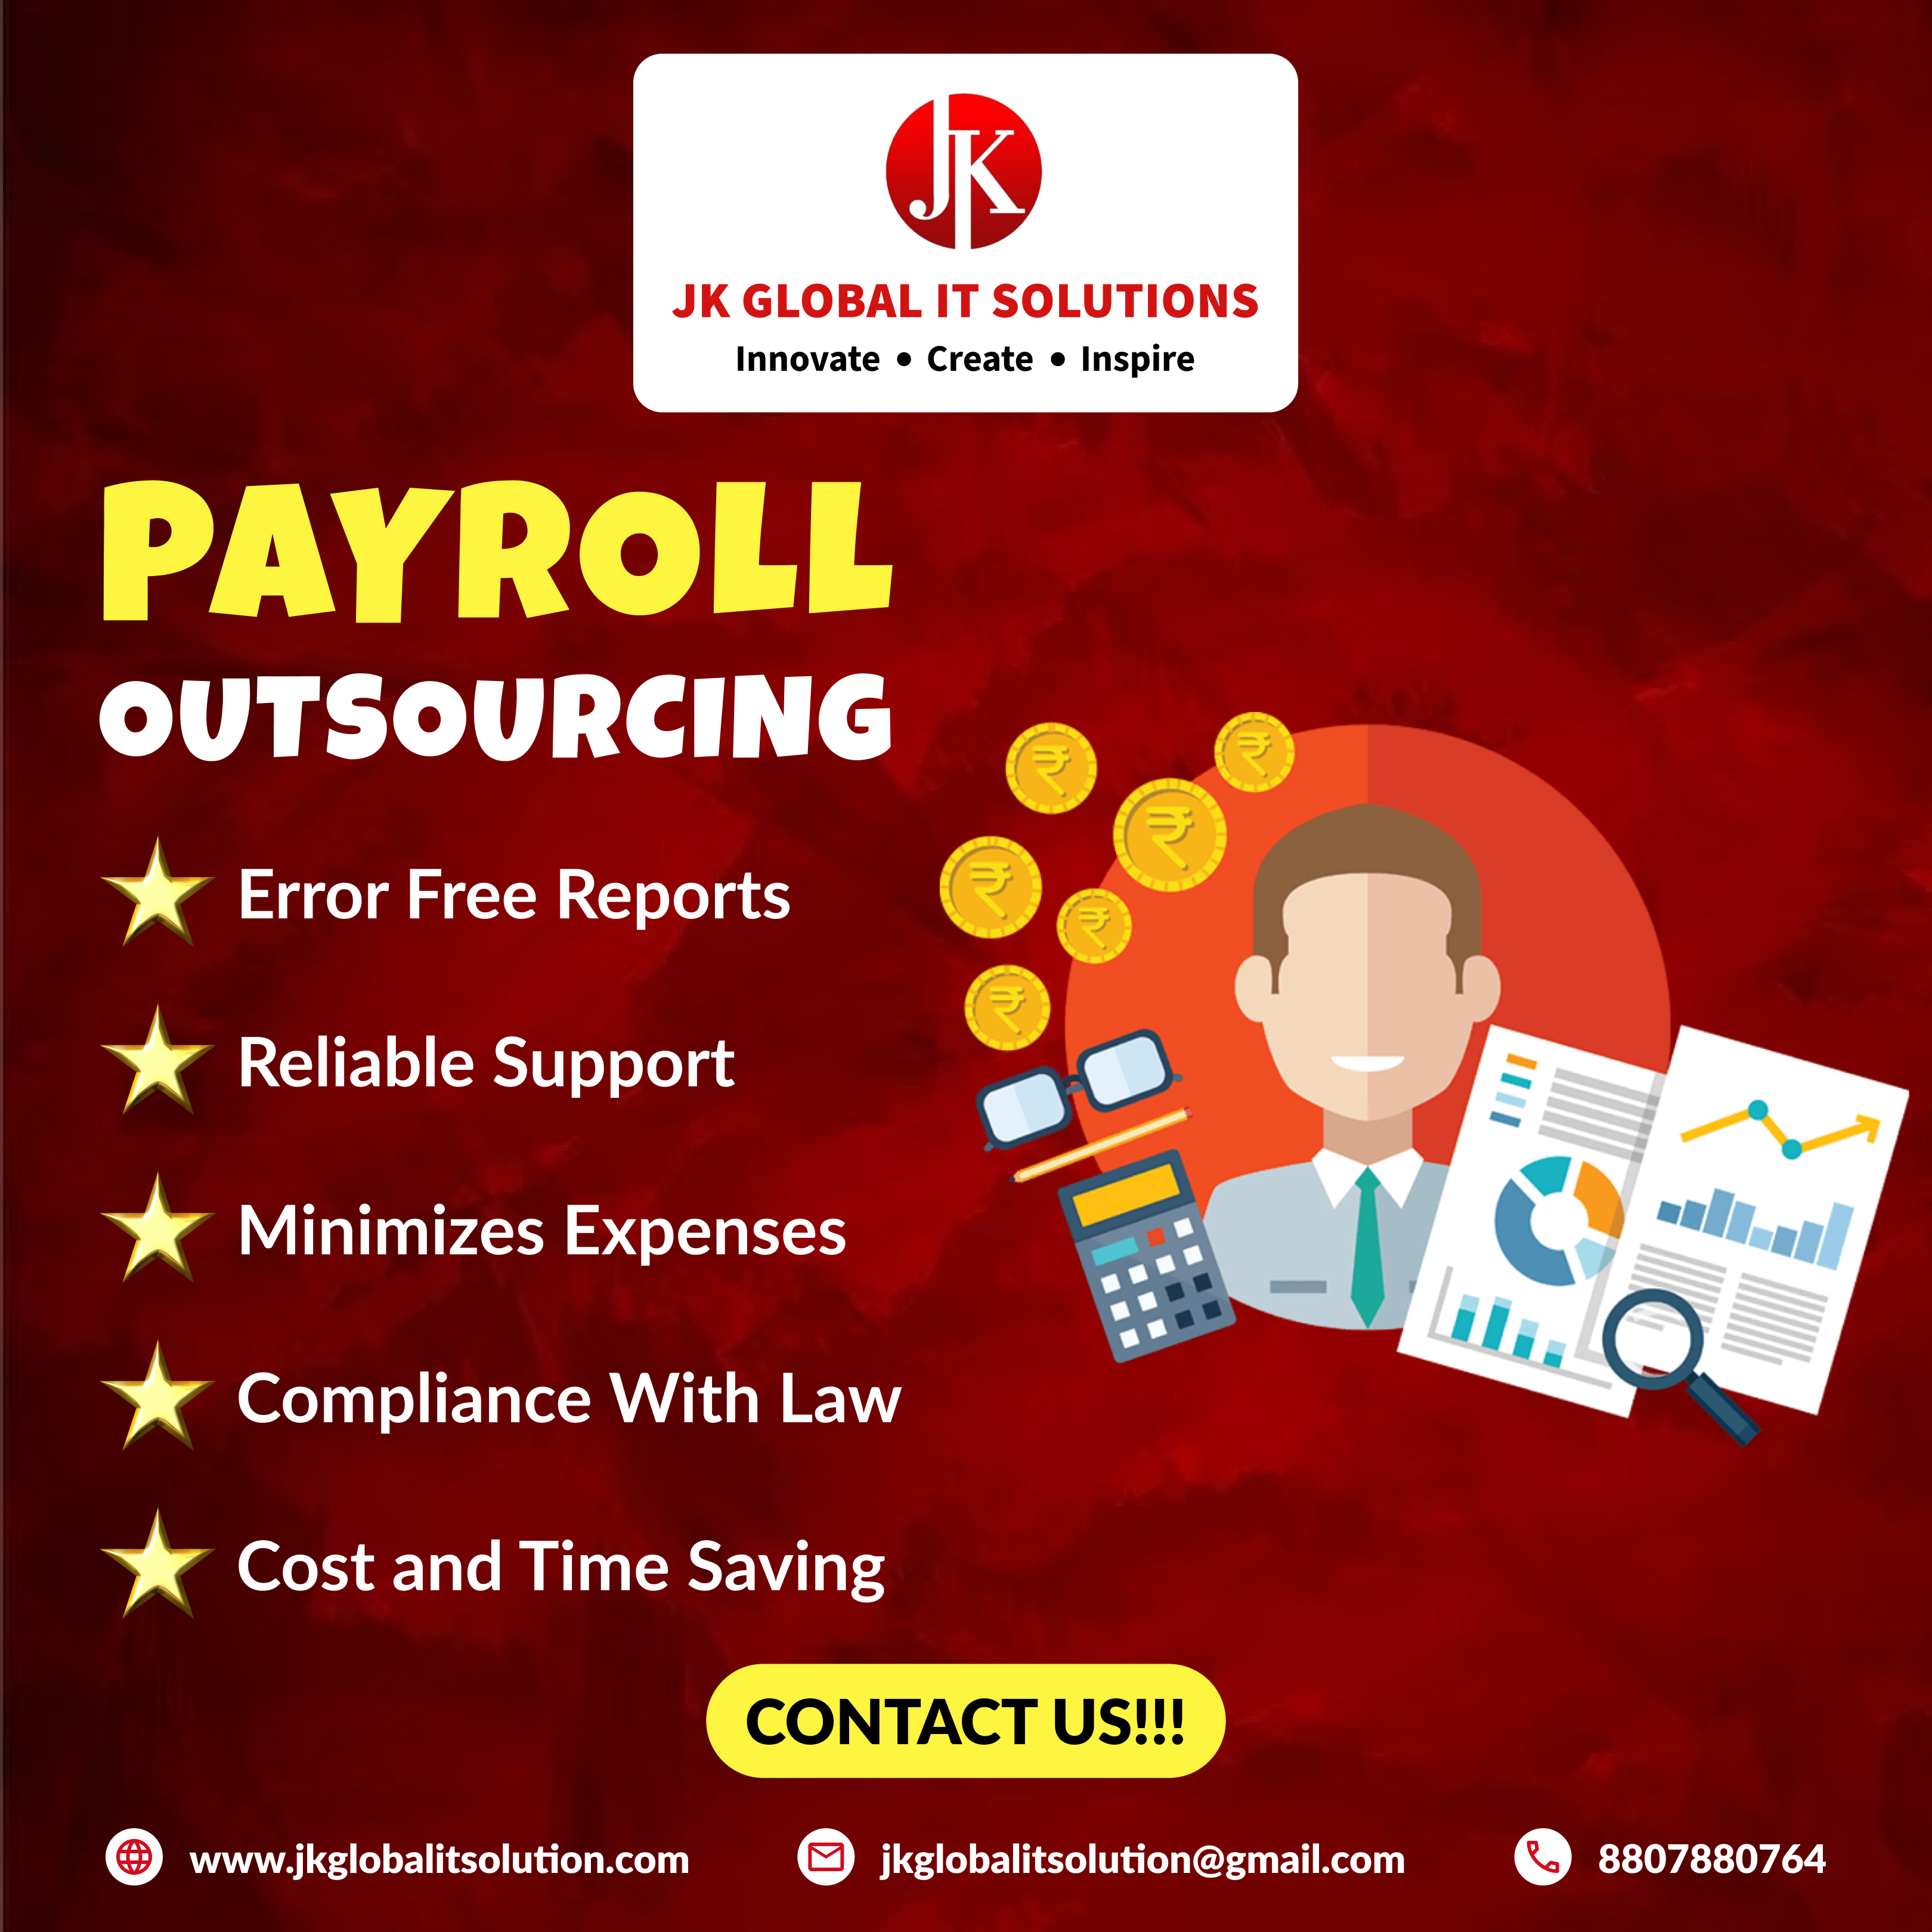 JK
JK GLOBAL IT SOLUTIONS
Innovate • Create • Inspire
PAYROLL
OUTSOURCING
Error Free Reports
Reliable Support
Minimizes Expenses
Compliance With Law
Cost and Time Saving
CONTACT US!!!
www.jkglobalitsolution.com
jkglobalitsolution@gmail.com
8807880764